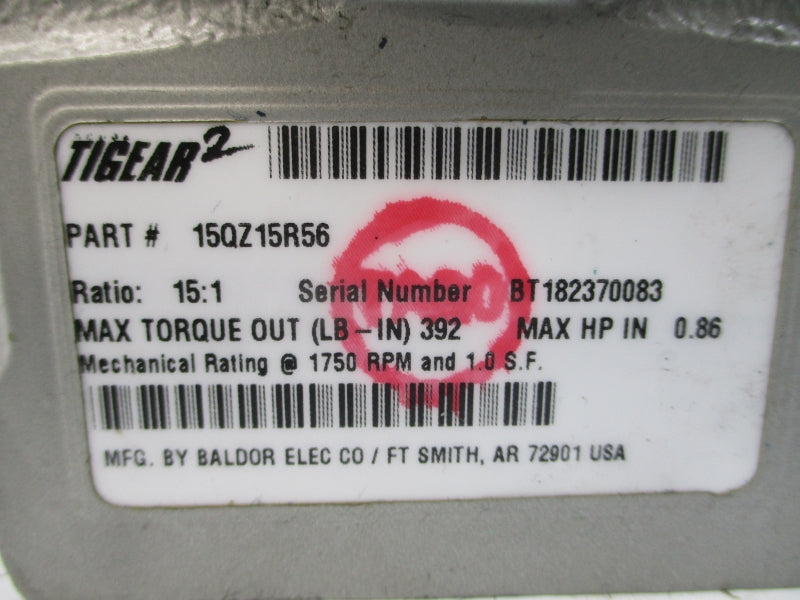 TIGEAR 2
PART # 15QZ15R56
Ratio: 15:1 Serial Number BT182370083
MAX TORQUE OUT (LB-IN) 392 MAX HP IN 0.86
Mechanical Rating @ 1750 RPM and 1.0 S.F.
MFG. BY BALDOR ELEC CO / FT SMITH, AR 72901 USA